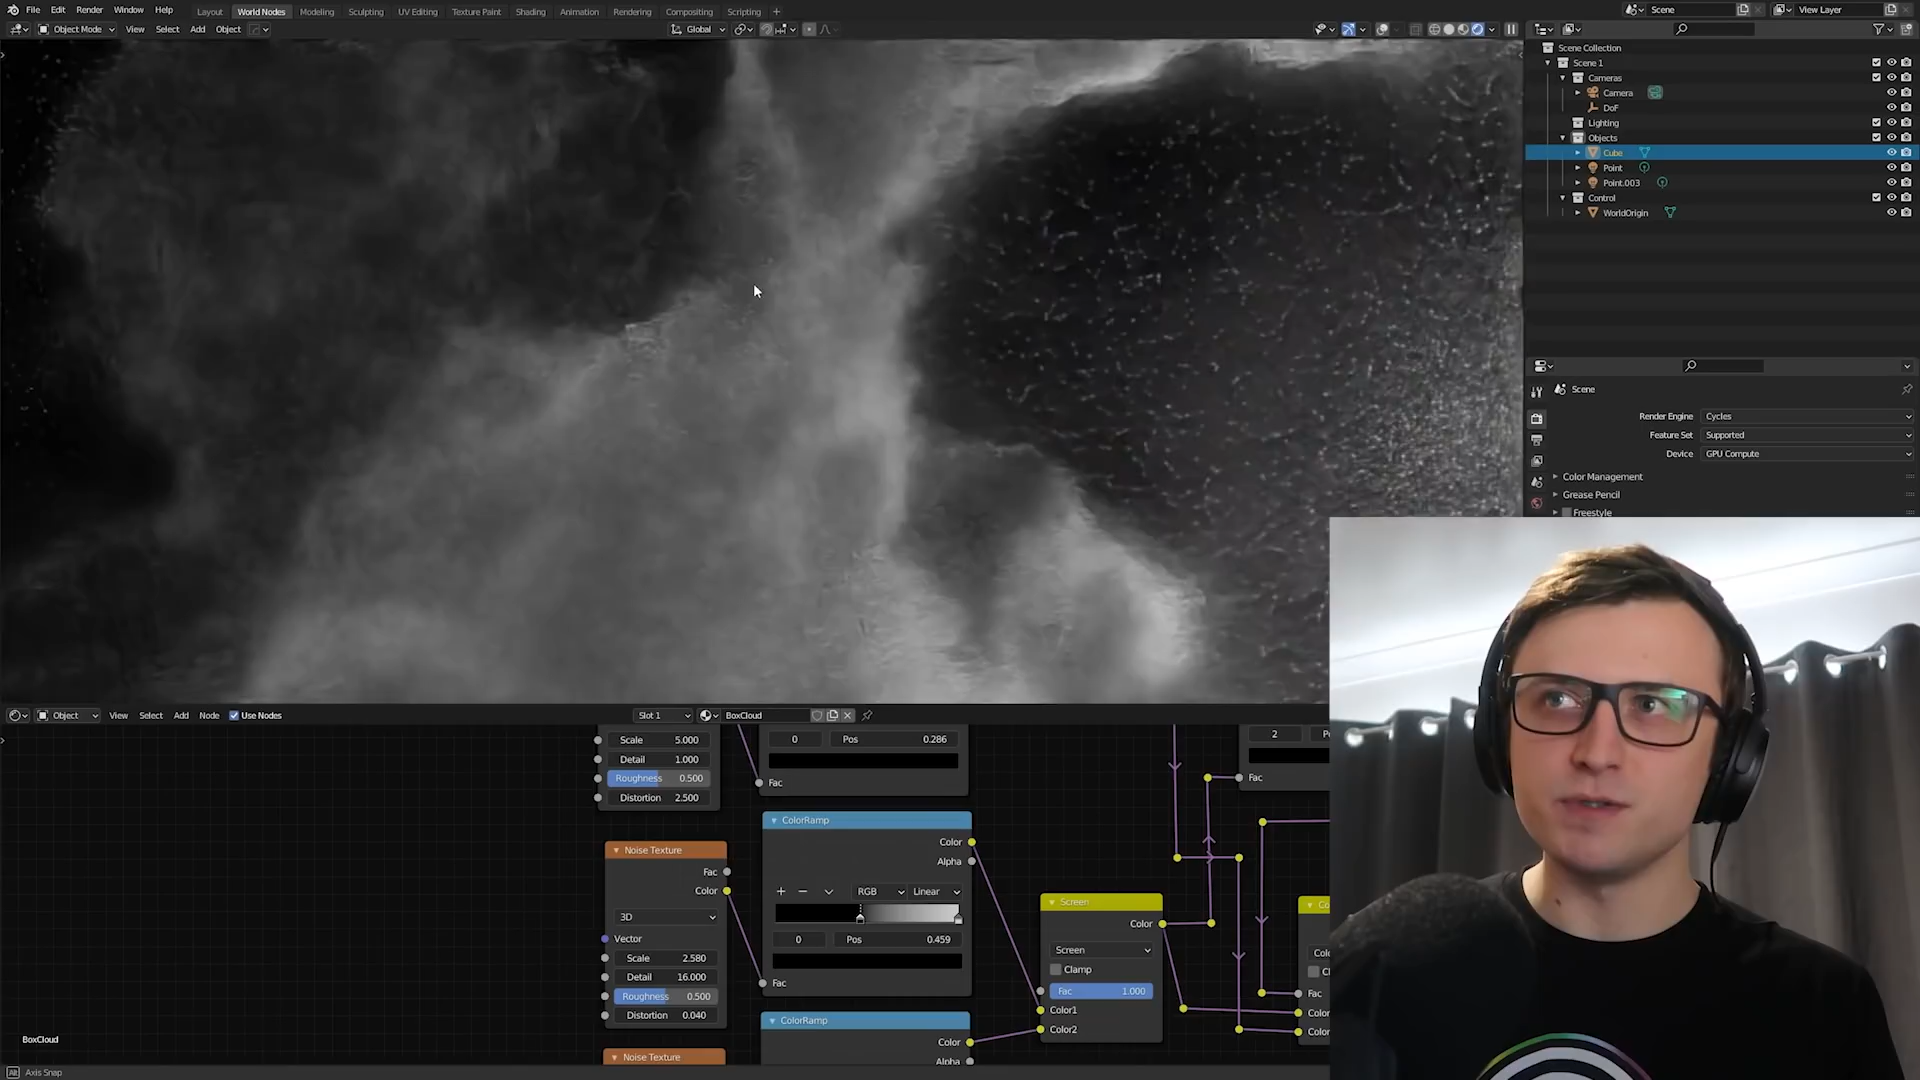 File Edit Render Window Help Layout World Nodes Modeling Sculpting UV Editing Texture Paint Shading Animation Rendering Compositing Scripting + Scene View Layer
Object Mode View Select Add Object Global
Scene Collection
Scene 1
Cameras
Camera
DoF
Lighting
Objects
Cube
Point
Point.003
Control
WorldOrigin
Scene
Render Engine Cycles
Feature Set Supported
Device GPU Compute
Color Management
Grease Pencil
Freestyle
Object View Select Add Node Use Nodes Slot 1 BoxCloud
Scale 5.000
Detail 1.000
Roughness 0.500
Distortion 2.500
0 Pos 0.286
Fac
2
Fac
ColorRamp
Color
Alpha
RGB Linear
0 Pos 0.459
Fac
Noise Texture
Fac
Color
3D
Vector
Scale 2.580
Detail 16.000
Roughness 0.500
Distortion 0.040
Screen
Color
Screen
Clamp
Fac 1.000
Color1
Color2
Fac
ColorRamp
Color
Alpha
Noise Texture
BoxCloud
Alt Axis Snap